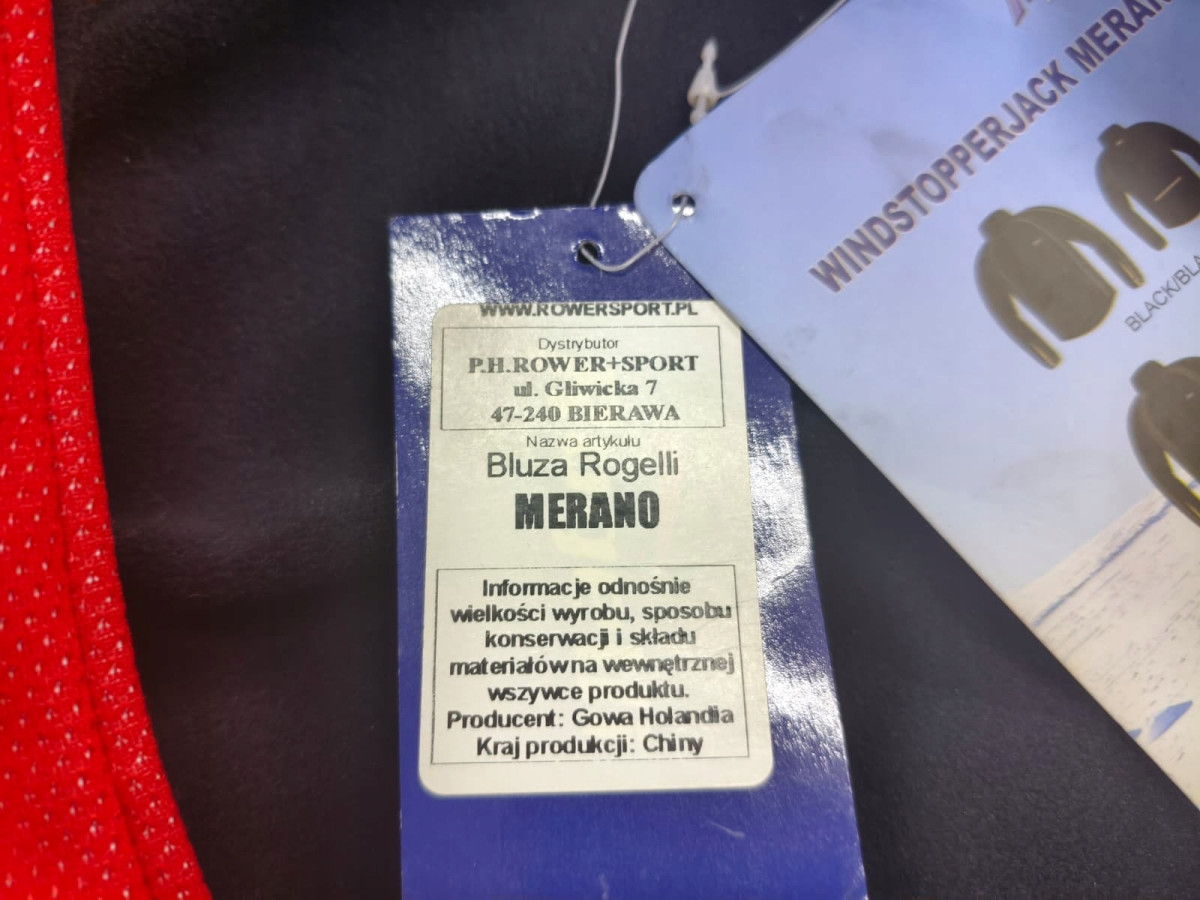 WWW.ROWERSPORT.PL
Dystrybutor
P.H.ROWER+SPORT
ul. Gliwicka 7
47-240 BIERAWA
Nazwa artykułu
Bluza Rogelli
MERANO
Informacje odnośnie
wielkości wyrobu, sposobu
konserwacji i składu
materiałów na wewnętrznej
wszywce produktu.
Producent: Gowa Holandia
Kraj produkcji: Chiny
WINDSTOPPERJACK MERAN
BLACK/BLA